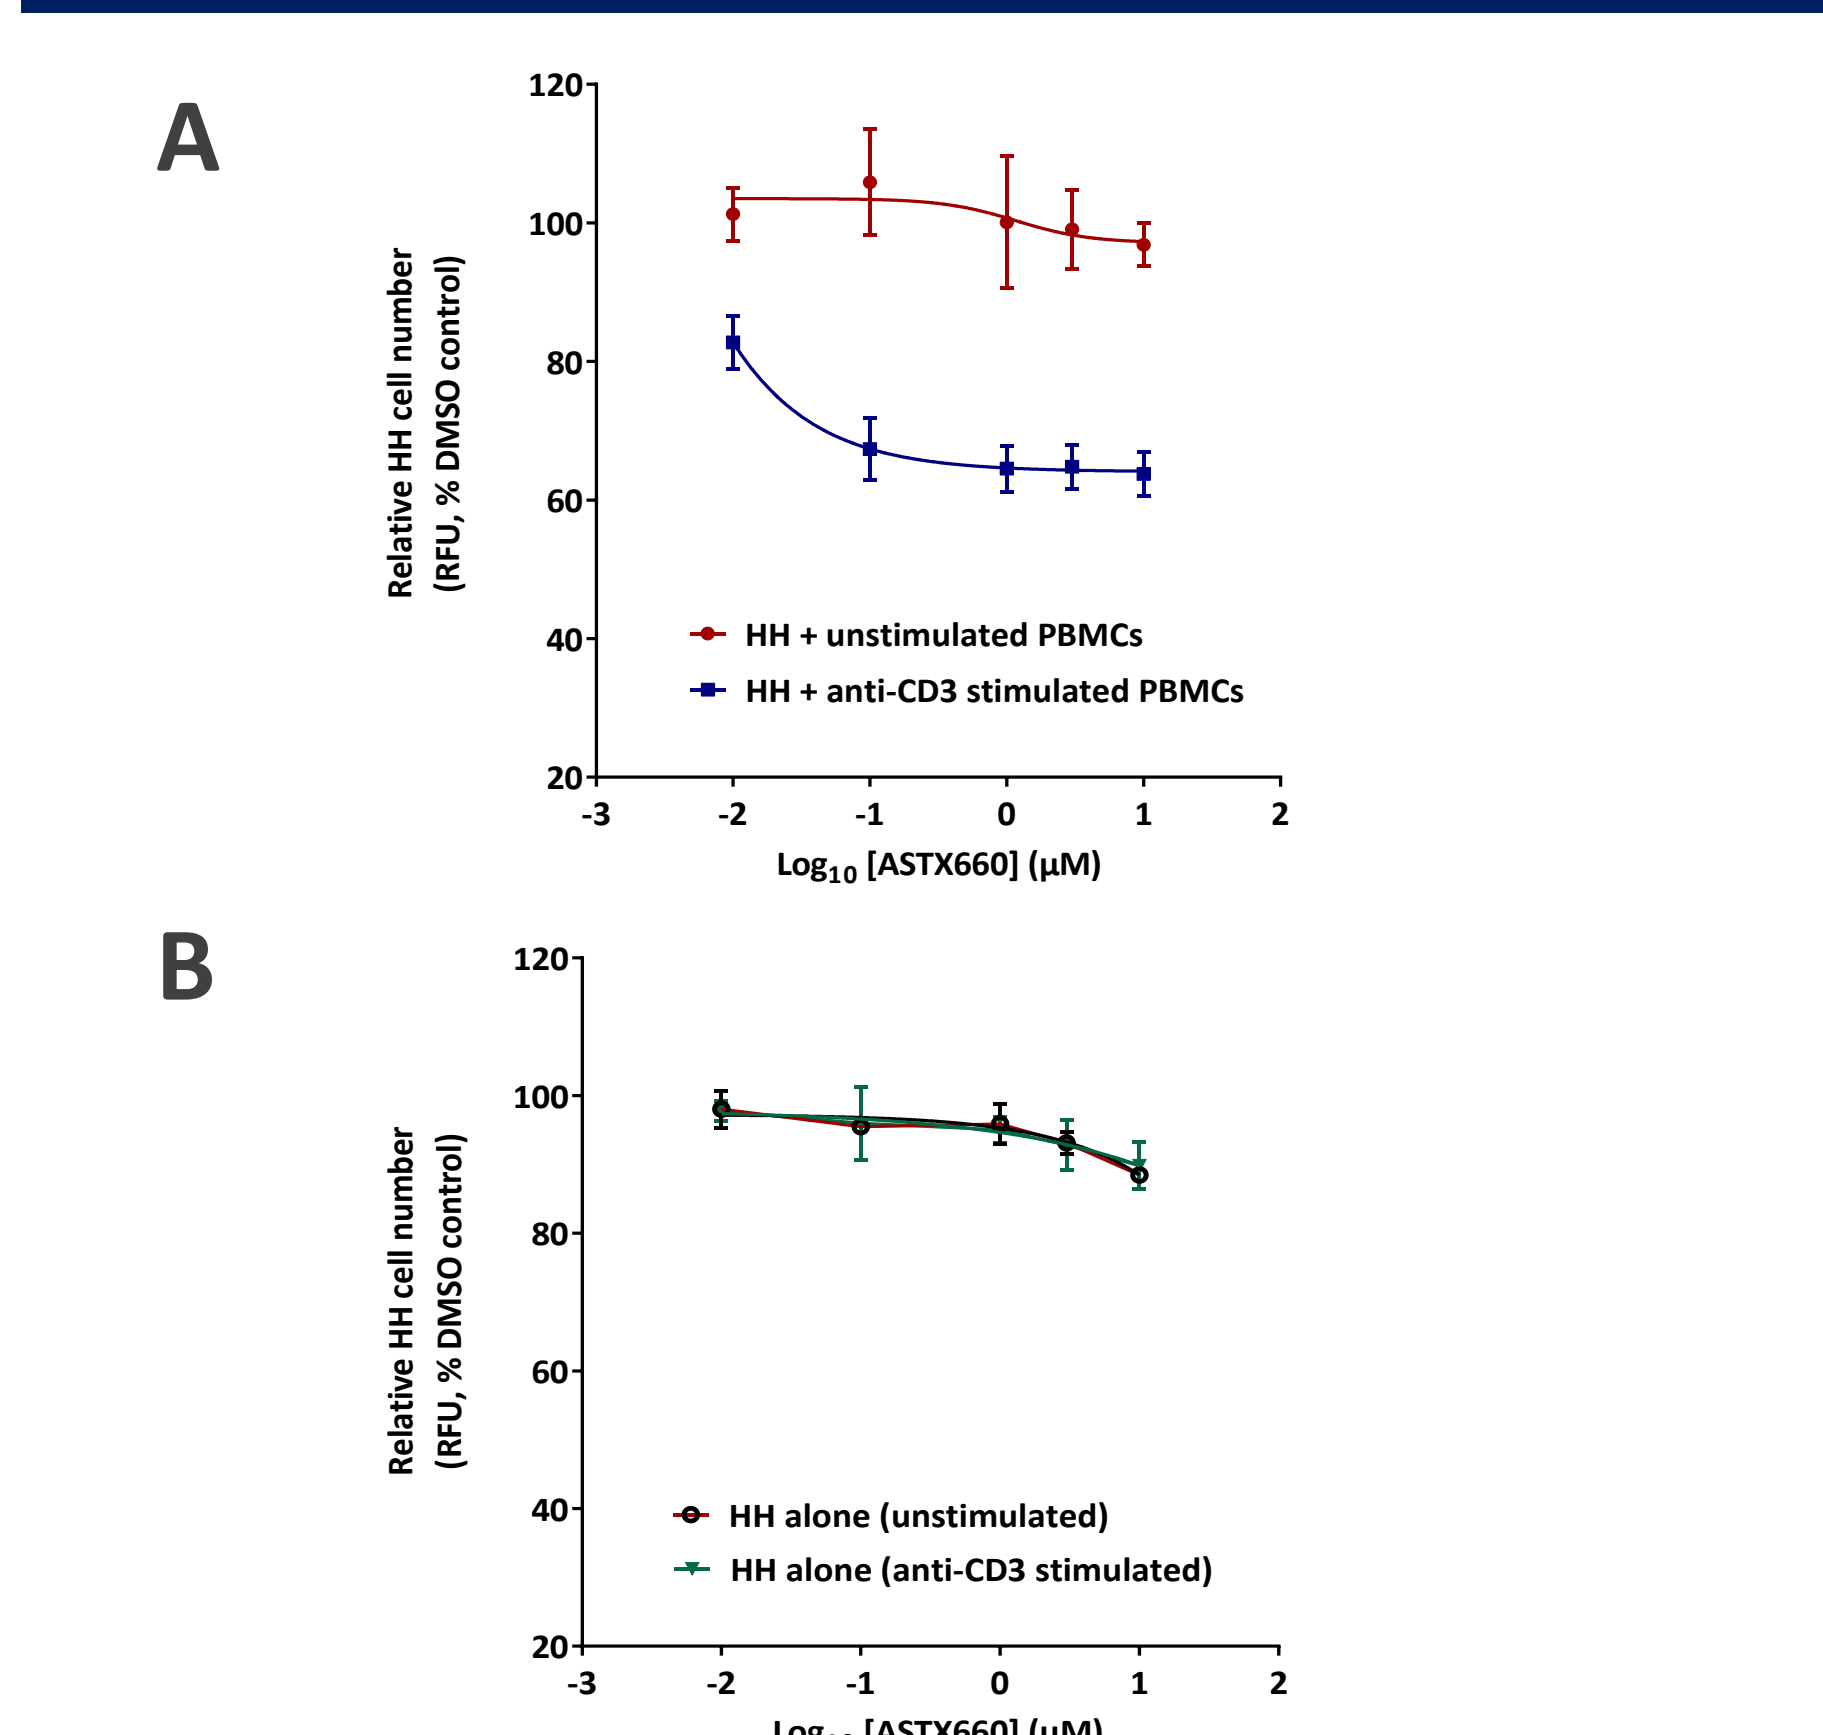 A
120
100
80
60
40
20
Relative HH cell number
(RFU, % DMSO control)
HH + unstimulated PBMCs
HH + anti-CD3 stimulated PBMCs
-3 -2 -1 0 1 2
Log10 [ASTX660] (µM)
B
120
100
80
60
40
20
Relative HH cell number
(RFU, % DMSO control)
HH alone (unstimulated)
HH alone (anti-CD3 stimulated)
-3 -2 -1 0 1 2
Log10 [ASTX660] (µM)